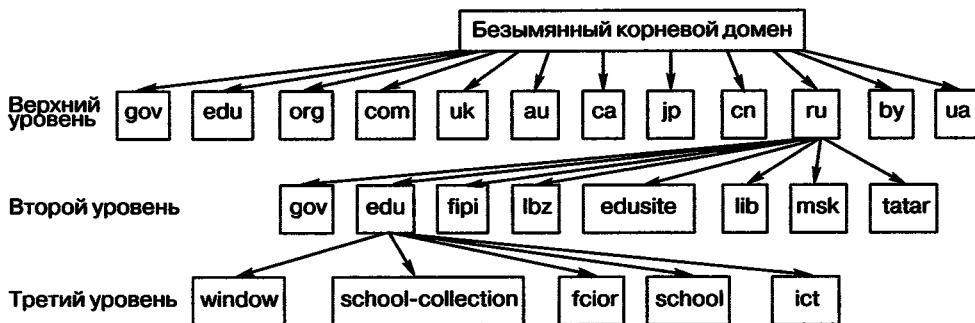 Безымянный корневой домен
Верхний
уровень
gov edu org com uk au ca jp cn ru by ua
Второй уровень
gov edu fipi lbz edusite lib msk tatar
Третий уровень
window school-collection fcior school ict